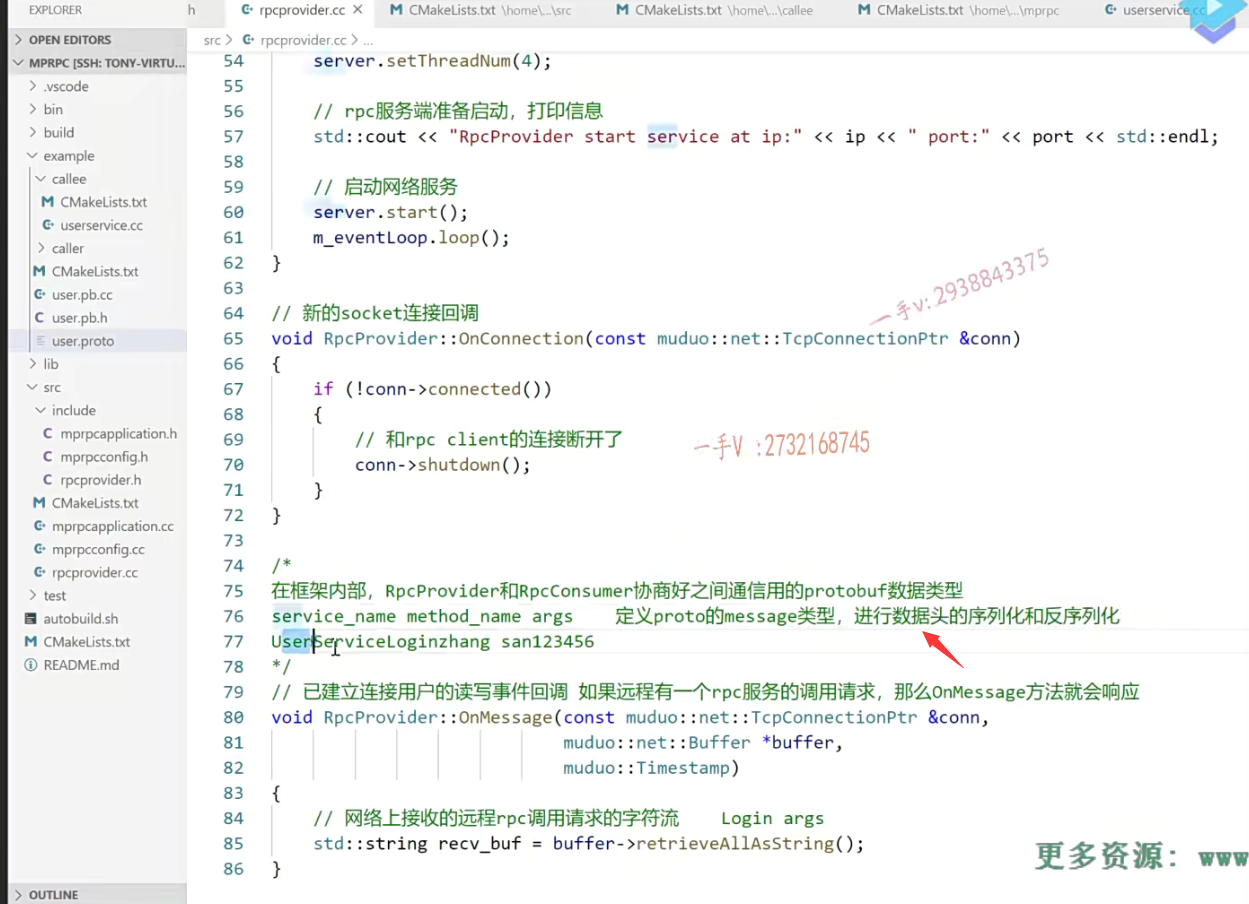 EXPLORER
OPEN EDITORS
MPRPC [SSH: TONY-VIRTU...
.vscode
bin
build
example
callee
CMakeLists.txt
userservice.cc
caller
CMakeLists.txt
user.pb.cc
user.pb.h
user.proto
lib
src
include
mprpcapplication.h
mprpcconfig.h
rpcprovider.h
CMakeLists.txt
mprpcapplication.cc
mprpcconfig.cc
rpcprovider.cc
test
autobuild.sh
CMakeLists.txt
README.md
OUTLINE
h rpcprovider.cc CMakeLists.txt \home\...\src CMakeLists.txt \home\...\callee CMakeLists.txt \home\...\mprpc userservice.cc
src > rpcprovider.cc > ...
54 server.setThreadNum(4);
55
56 // rpc服务端准备启动，打印信息
57 std::cout << "RpcProvider start service at ip:" << ip << " port:" << port << std::endl;
58
59 // 启动网络服务
60 server.start();
61 m_eventLoop.loop();
62 }
63
64 // 新的socket连接回调
65 void RpcProvider::OnConnection(const muduo::net::TcpConnectionPtr &conn)
66 {
67 if (!conn->connected())
68 {
69 // 和rpc client的连接断开了
70 conn->shutdown();
71 }
72 }
73
74 /*
75 在框架内部，RpcProvider和RpcConsumer协商好之间通信用的protobuf数据类型
76 service_name method_name args 定义proto的message类型，进行数据头的序列化和反序列化
77 UserServiceLoginzhang san123456
78 */
79 // 已建立连接用户的读写事件回调 如果远程有一个rpc服务的调用请求，那么OnMessage方法就会响应
80 void RpcProvider::OnMessage(const muduo::net::TcpConnectionPtr &conn,
81 muduo::net::Buffer *buffer,
82 muduo::Timestamp)
83 {
84 // 网络上接收的远程rpc调用请求的字符流 Login args
85 std::string recv_buf = buffer->retrieveAllAsString();
86 }
一手v:2938843375
一手V :2732168745
更多资源：www